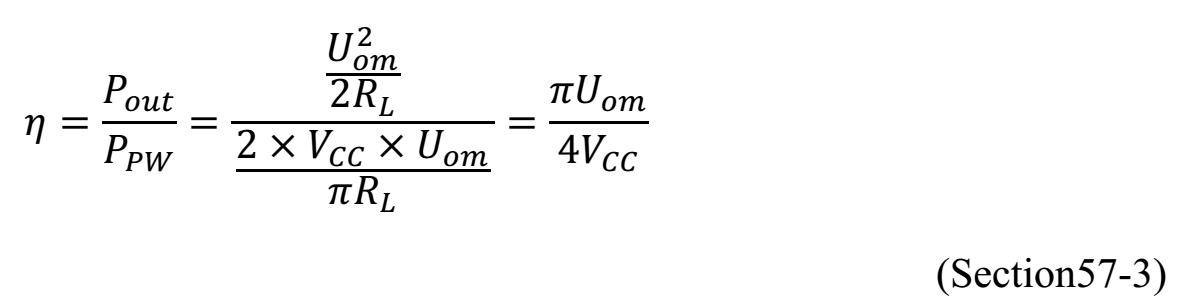 η = P_out / P_PW = (U_om^2 / 2R_L) / (2 × V_CC × U_om / πR_L) = πU_om / 4V_CC
(Section57-3)